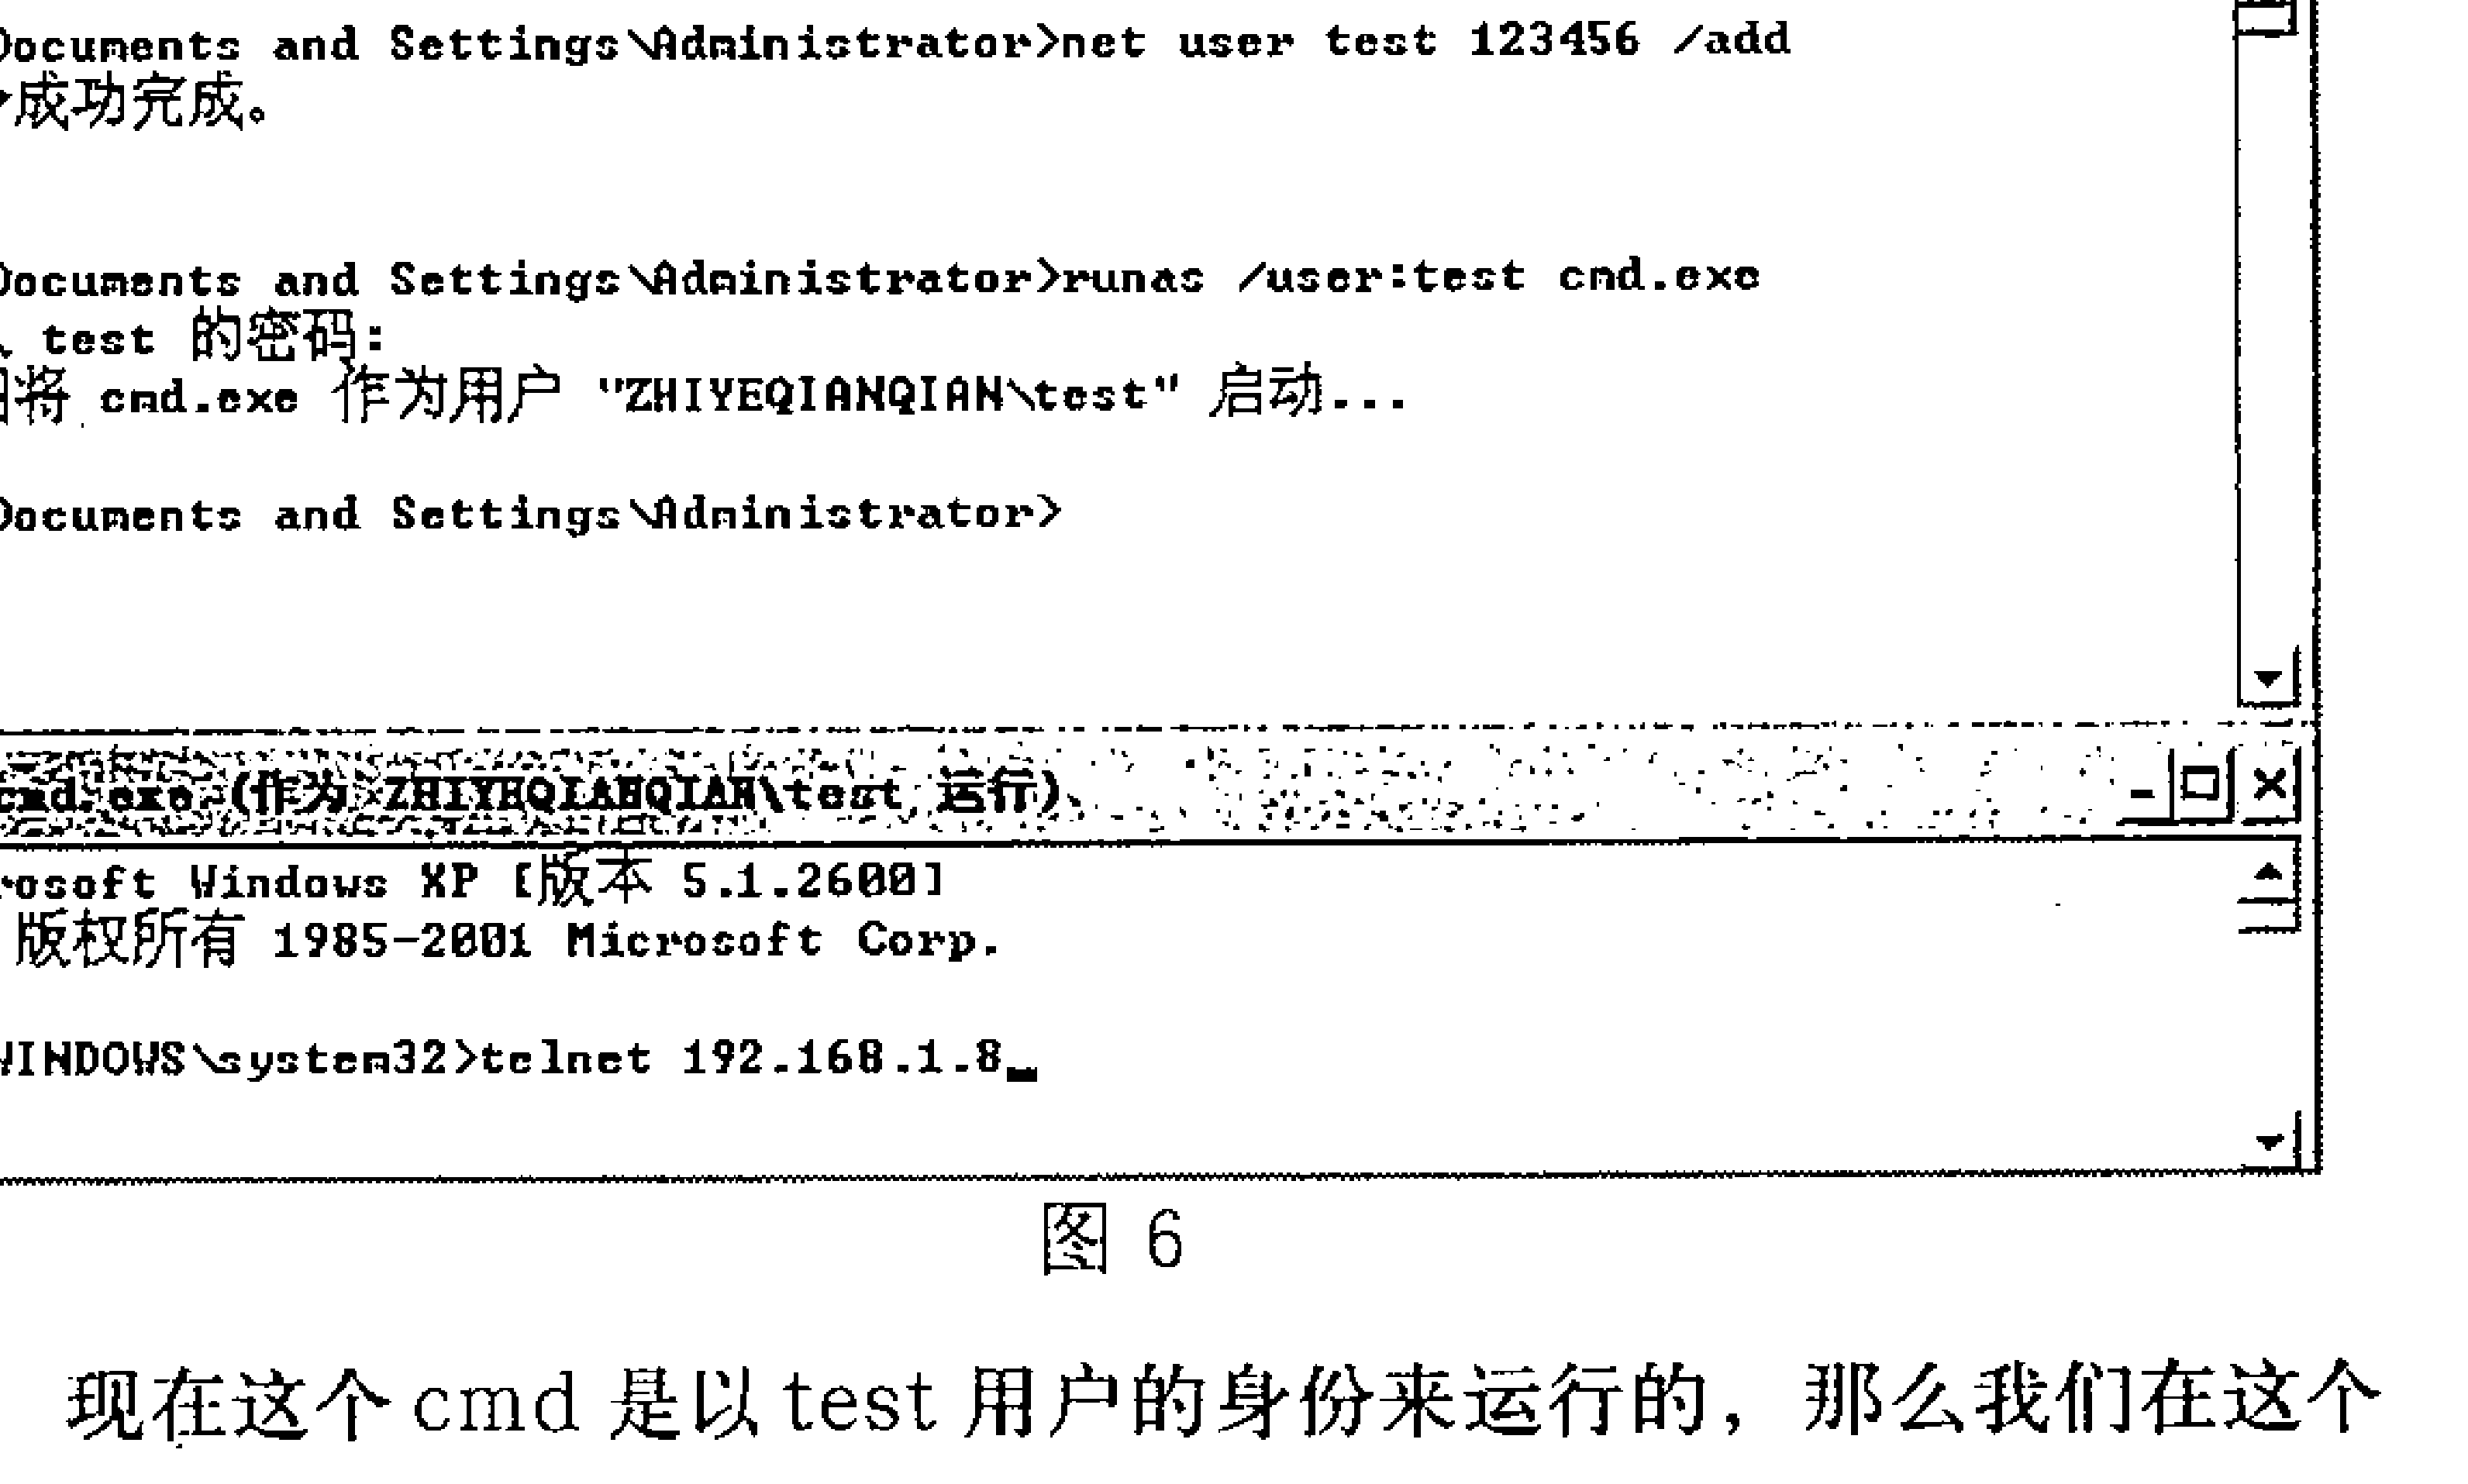 Documents and Settings\Administrator>net user test 123456 /add
成功完成。
Documents and Settings\Administrator>runas /user:test cmd.exe
test 的密码:
将 cmd.exe 作为用户 "ZHIYEQIANQIAN\test" 启动...
Documents and Settings\Administrator>
cmd.exe (作为 ZHIYEQIANQIAN\test 运行)
rosoft Windows XP [版本 5.1.2600]
版权所有 1985-2001 Microsoft Corp.
WINDOWS\system32>telnet 192.168.1.8_
图 6
现在这个 cmd 是以 test 用户的身份来运行的，那么我们在这个